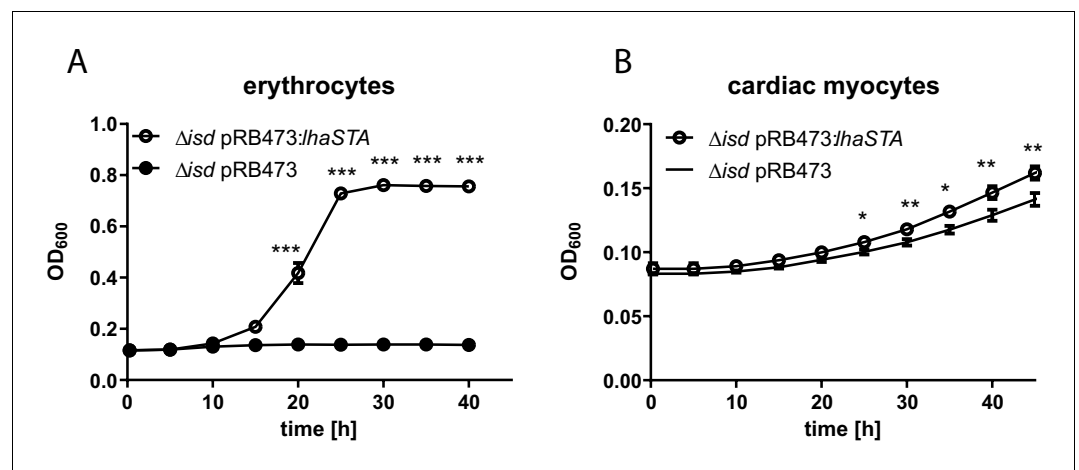 A
erythrocytes
Δisd pRB473:lhaSTA
Δisd pRB473
1.0
0.8
0.6
0.4
0.2
0.0
OD600
***
***
***
***
***
0
10
20
30
40
time [h]
B
cardiac myocytes
Δisd pRB473:lhaSTA
Δisd pRB473
0.20
0.15
0.10
0.05
0.00
OD600
*
**
*
**
**
0
10
20
30
40
time [h]